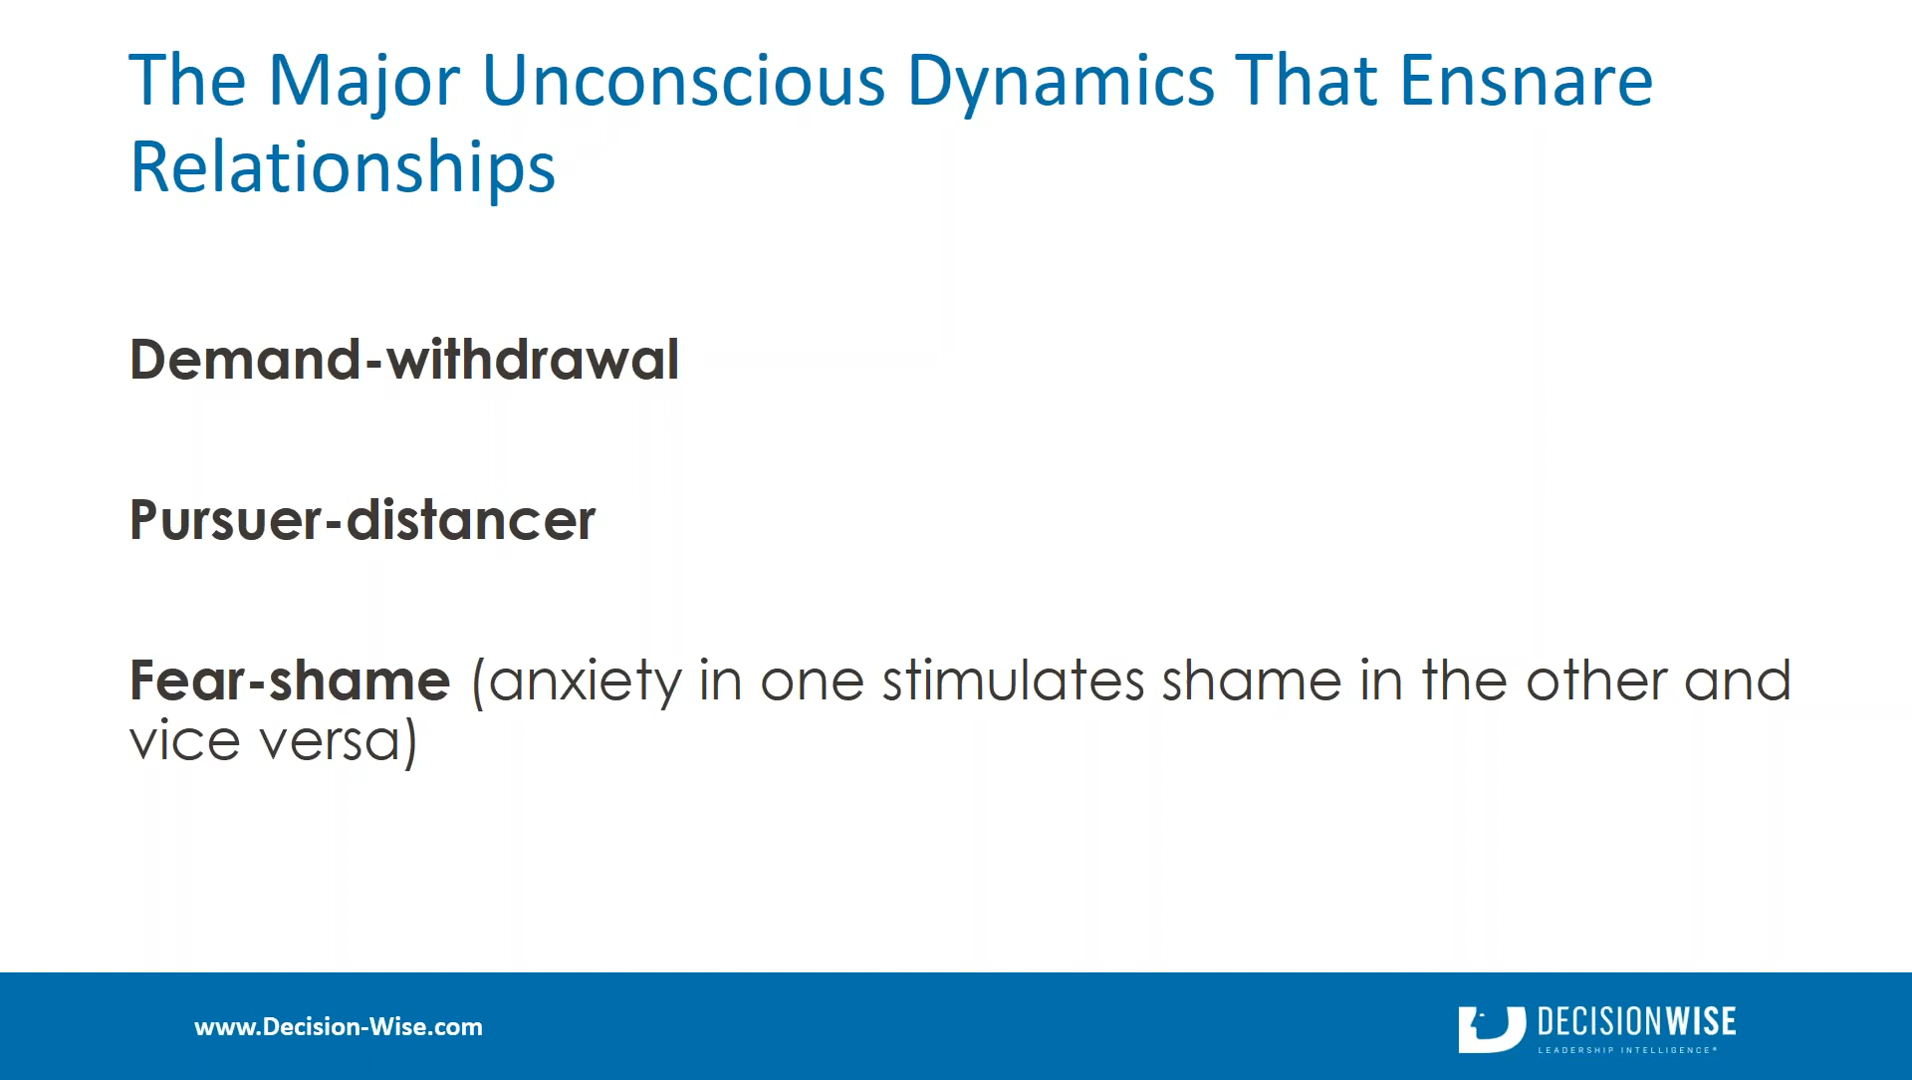 The Major Unconscious Dynamics That Ensnare
Relationships
Demand-withdrawal
Pursuer-distancer
Fear-shame (anxiety in one stimulates shame in the other and
vice versa)
www.Decision-Wise.com
DECISIONWISE
LEADERSHIP INTELLIGENCE®